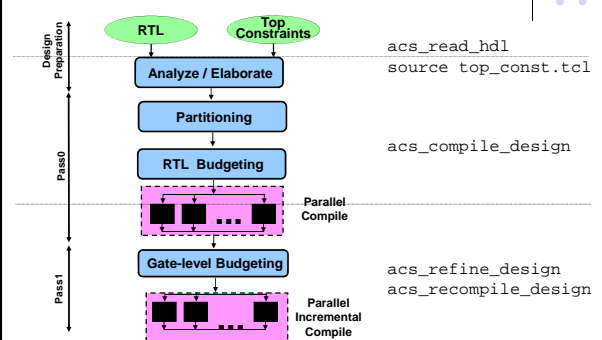 RTL
Top
Constraints
Design
Preparation
Analyze / Elaborate
acs_read_hdl
source top_const.tcl
Pass0
Partitioning
RTL Budgeting
acs_compile_design
...
Parallel
Compile
Pass1
Gate-level Budgeting
acs_refine_design
acs_recompile_design
...
Parallel
Incremental
Compile